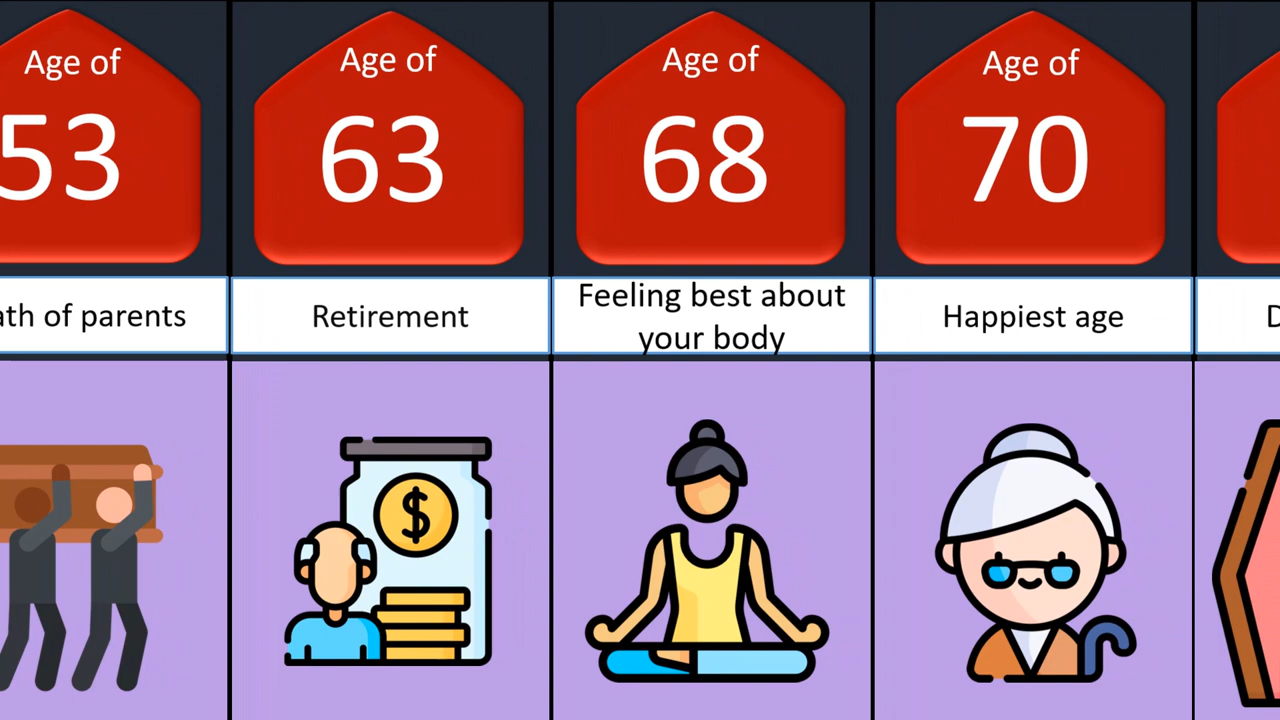 Age of
53
of parents
Age of
63
Retirement
Age of
68
Feeling best about
your body
Age of
70
Happiest age
$